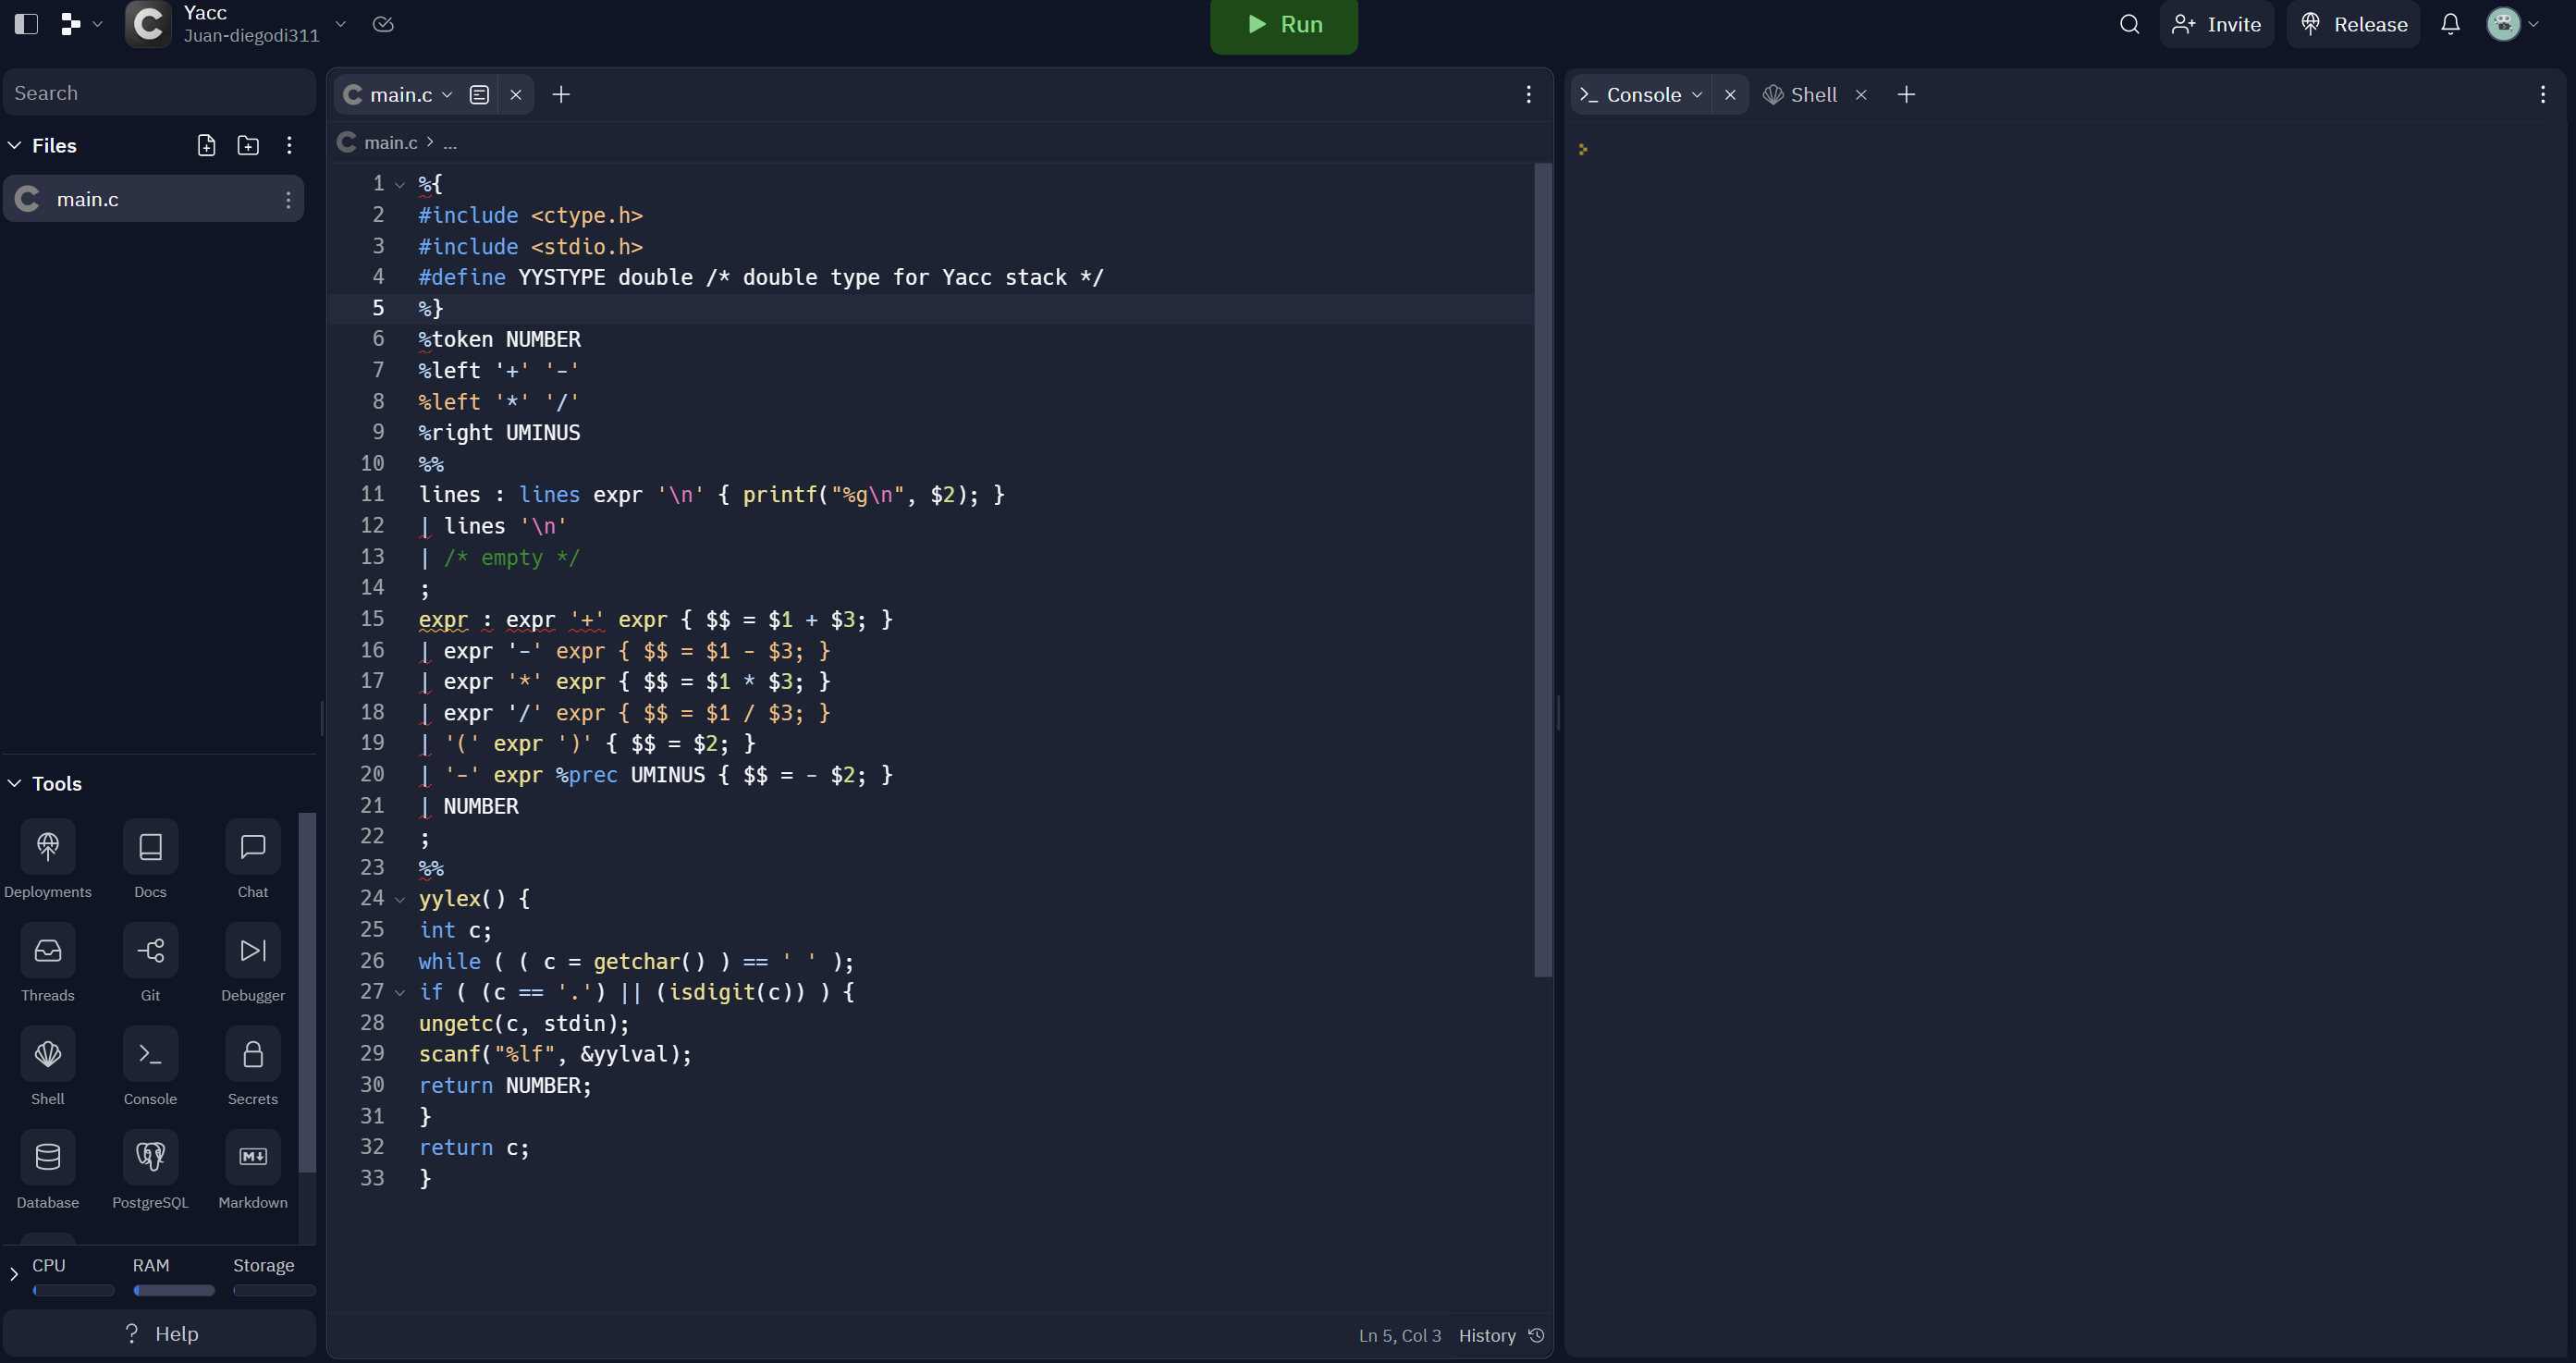 Yacc
Juan-diegodi311
Run
Invite
Release
Search
Files
main.c
Tools
Deployments Docs Chat
Threads Git Debugger
Shell Console Secrets
Database PostgreSQL Markdown
CPU RAM Storage
? Help
main.c
main.c > ...
1 %{
2 #include <ctype.h>
3 #include <stdio.h>
4 #define YYSTYPE double /* double type for Yacc stack */
5 %}
6 %token NUMBER
7 %left '+' '-'
8 %left '*' '/'
9 %right UMINUS
10 %%
11 lines : lines expr '\n' { printf("%g\n", $2); }
12 | lines '\n'
13 | /* empty */
14 ;
15 expr : expr '+' expr { $$ = $1 + $3; }
16 | expr '-' expr { $$ = $1 - $3; }
17 | expr '*' expr { $$ = $1 * $3; }
18 | expr '/' expr { $$ = $1 / $3; }
19 | '(' expr ')' { $$ = $2; }
20 | '-' expr %prec UMINUS { $$ = - $2; }
21 | NUMBER
22 ;
23 %%
24 yylex() {
25 int c;
26 while ( ( c = getchar() ) == ' ' );
27 if ( (c == '.') || (isdigit(c)) ) {
28 ungetc(c, stdin);
29 scanf("%lf", &yylval);
30 return NUMBER;
31 }
32 return c;
33 }
Ln 5, Col 3 History
Console Shell